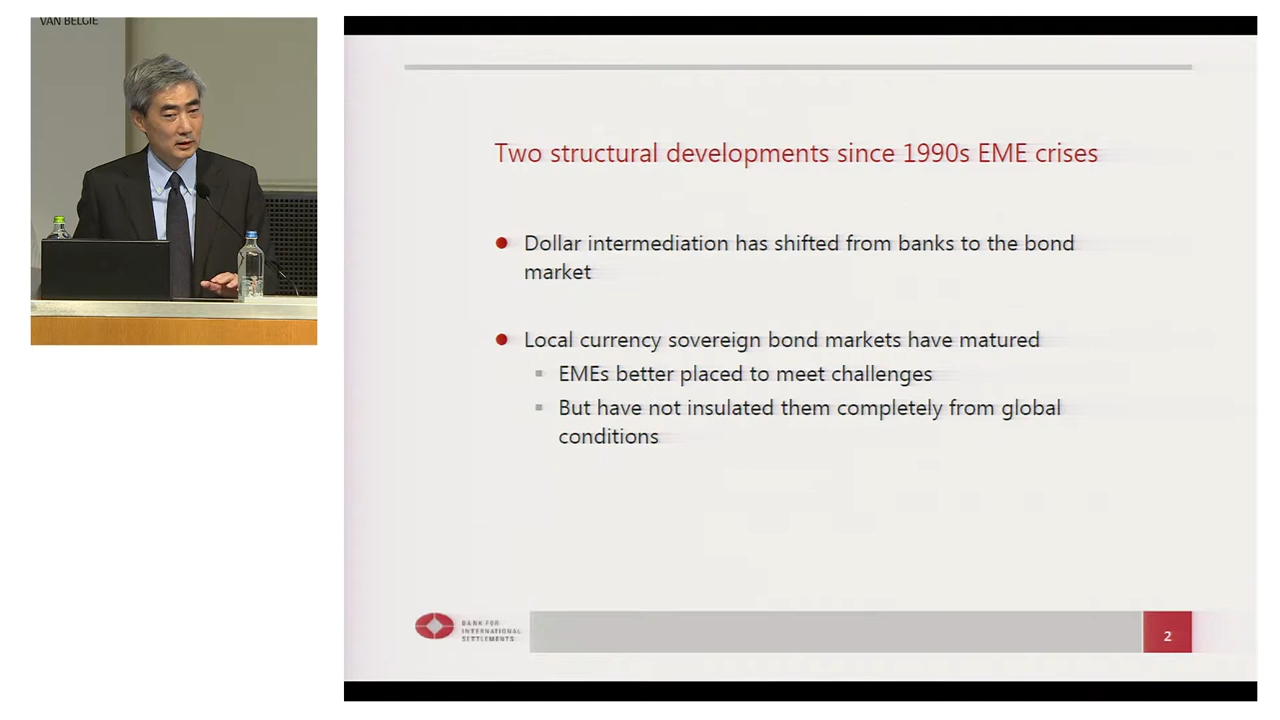 VAN BELGIE
Two structural developments since 1990s EME crises
Dollar intermediation has shifted from banks to the bond
market
Local currency sovereign bond markets have matured
EMEs better placed to meet challenges
But have not insulated them completely from global
conditions
BANK FOR
INTERNATIONAL
SETTLEMENTS
2